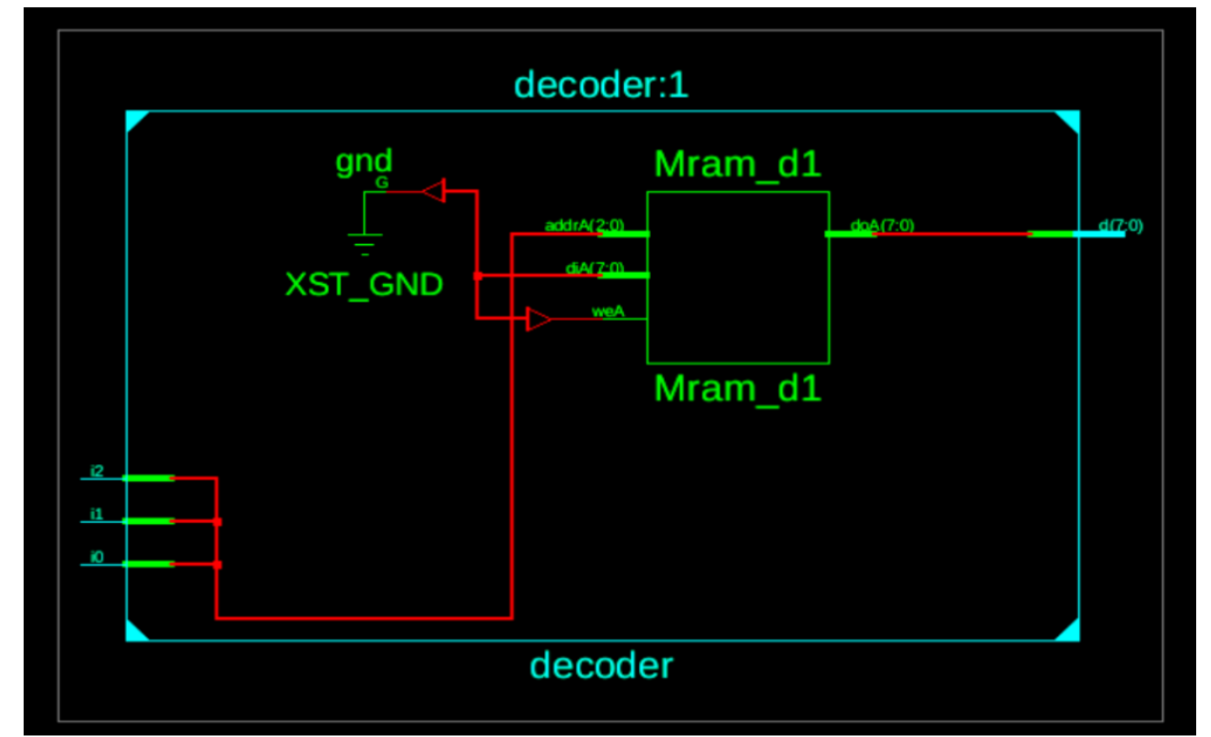 decoder:1
gnd
G
XST_GND
Mram_d1
addrA(2:0)
diA(7:0)
weA
doA(7:0)
d(7:0)
Mram_d1
i2
i1
i0
decoder